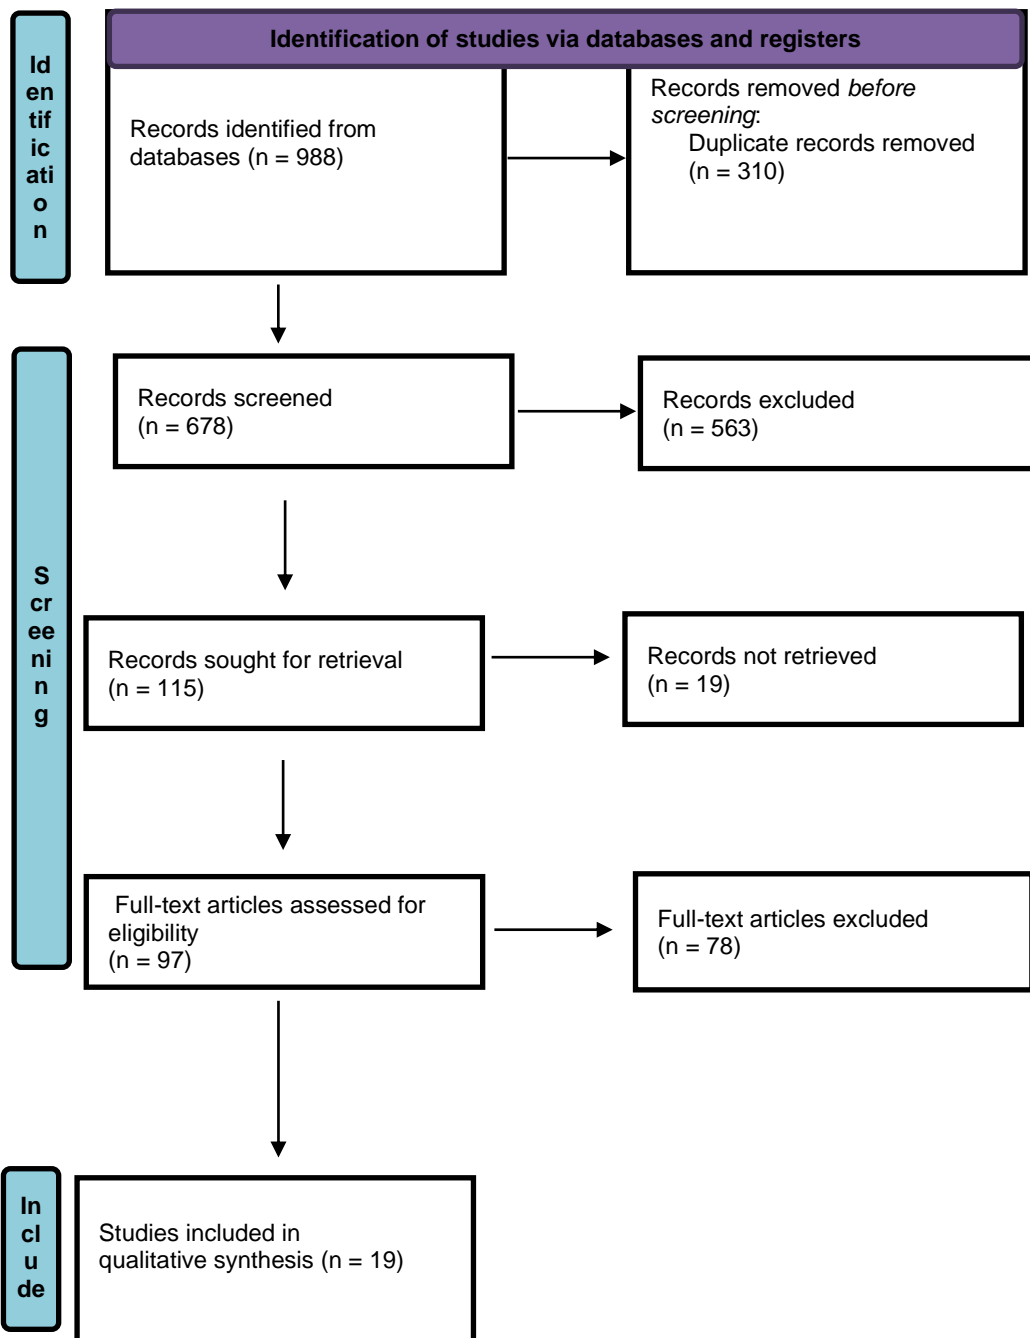 Identification of studies via databases and registers
Id
en
tif
ic
ati
o
n
Records identified from
databases (n = 988)
Records removed before
screening:
Duplicate records removed
(n = 310)
S
cr
ee
ni
n
g
Records screened
(n = 678)
Records excluded
(n = 563)
Records sought for retrieval
(n = 115)
Records not retrieved
(n = 19)
Full-text articles assessed for
eligibility
(n = 97)
Full-text articles excluded
(n = 78)
In
cl
u
de
Studies included in
qualitative synthesis (n = 19)